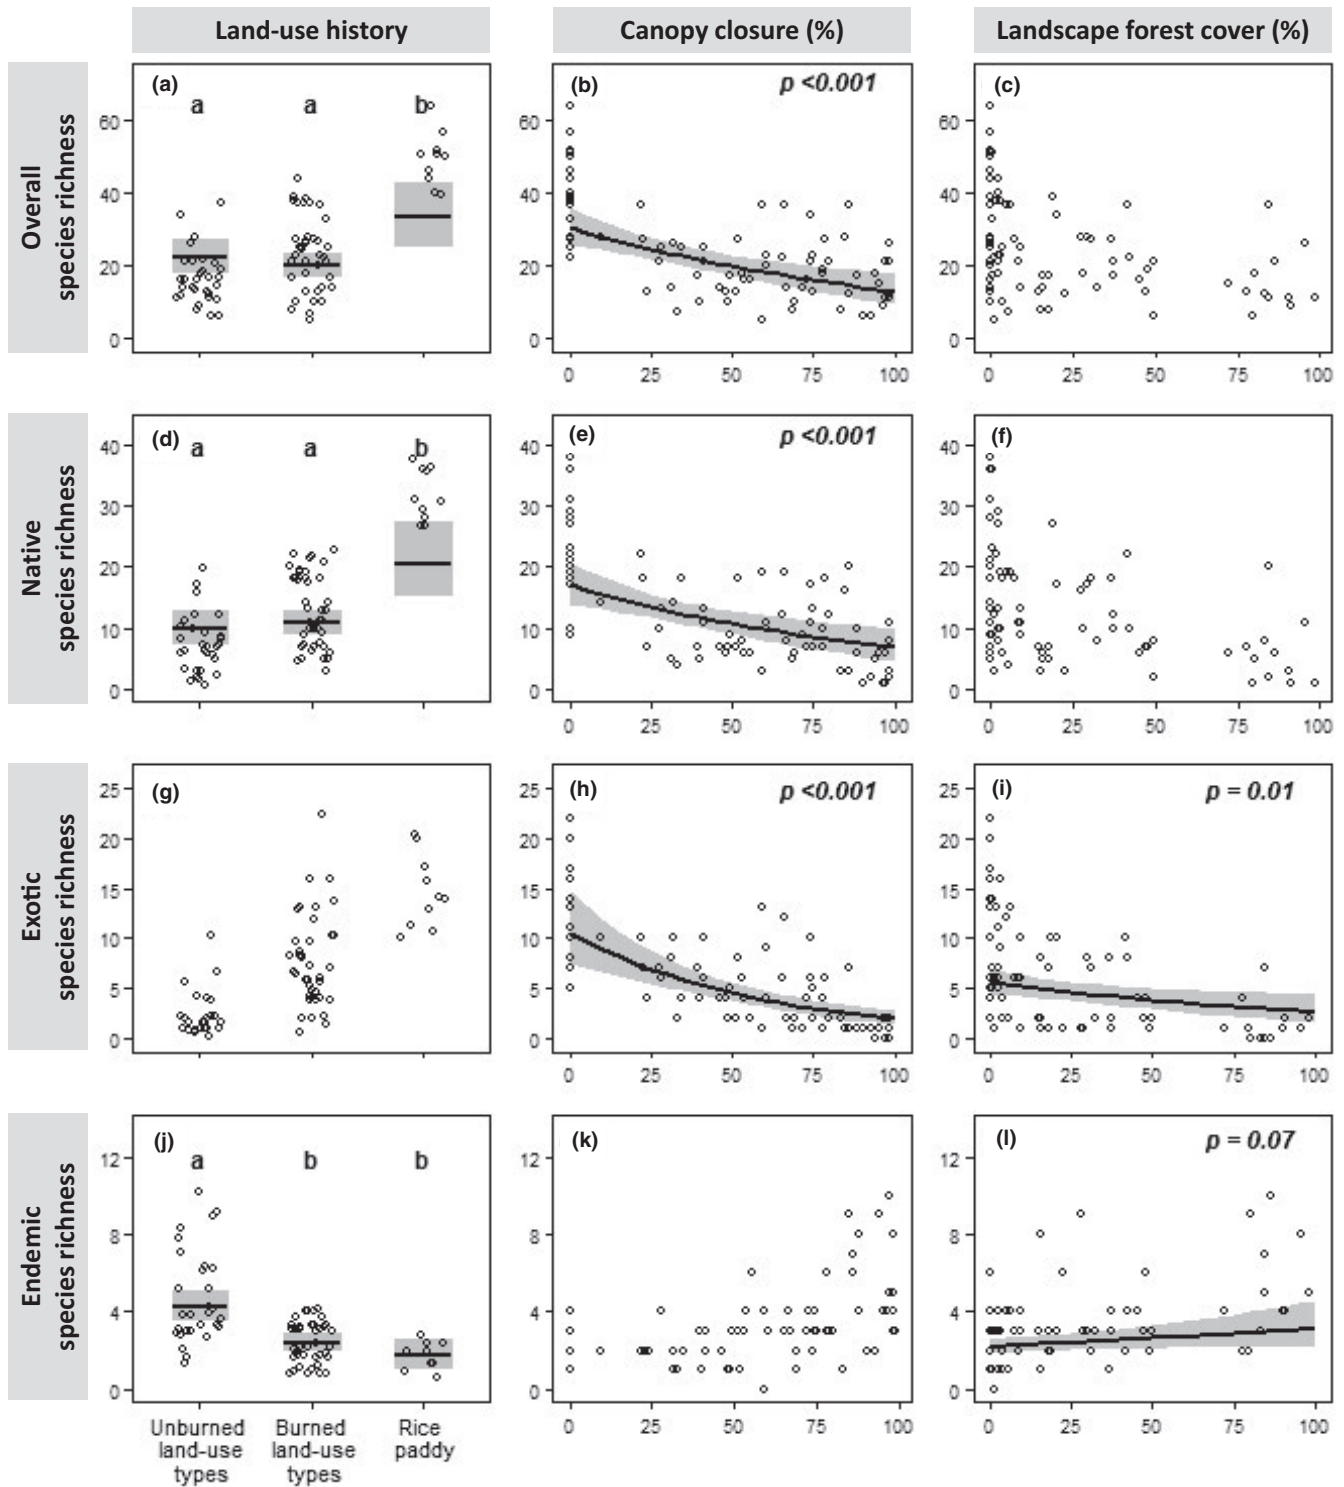 Land-use history
Canopy closure (%)
Landscape forest cover (%)
Overall
species richness
(a)
a
a
b
60
40
20
0
(b)
p <0.001
60
40
20
0
0 25 50 75 100
(c)
60
40
20
0
0 25 50 75 100
Native
species richness
(d)
a
a
b
40
30
20
10
0
(e)
p <0.001
40
30
20
10
0
0 25 50 75 100
(f)
40
30
20
10
0
0 25 50 75 100
Exotic
species richness
(g)
25
20
15
10
5
0
(h)
p <0.001
25
20
15
10
5
0
0 25 50 75 100
(i)
p = 0.01
25
20
15
10
5
0
0 25 50 75 100
Endemic
species richness
(j)
a
b
b
12
8
4
0
Unburned
land-use
types
Burned
land-use
types
Rice
paddy
(k)
12
8
4
0
0 25 50 75 100
(l)
p = 0.07
12
8
4
0
0 25 50 75 100